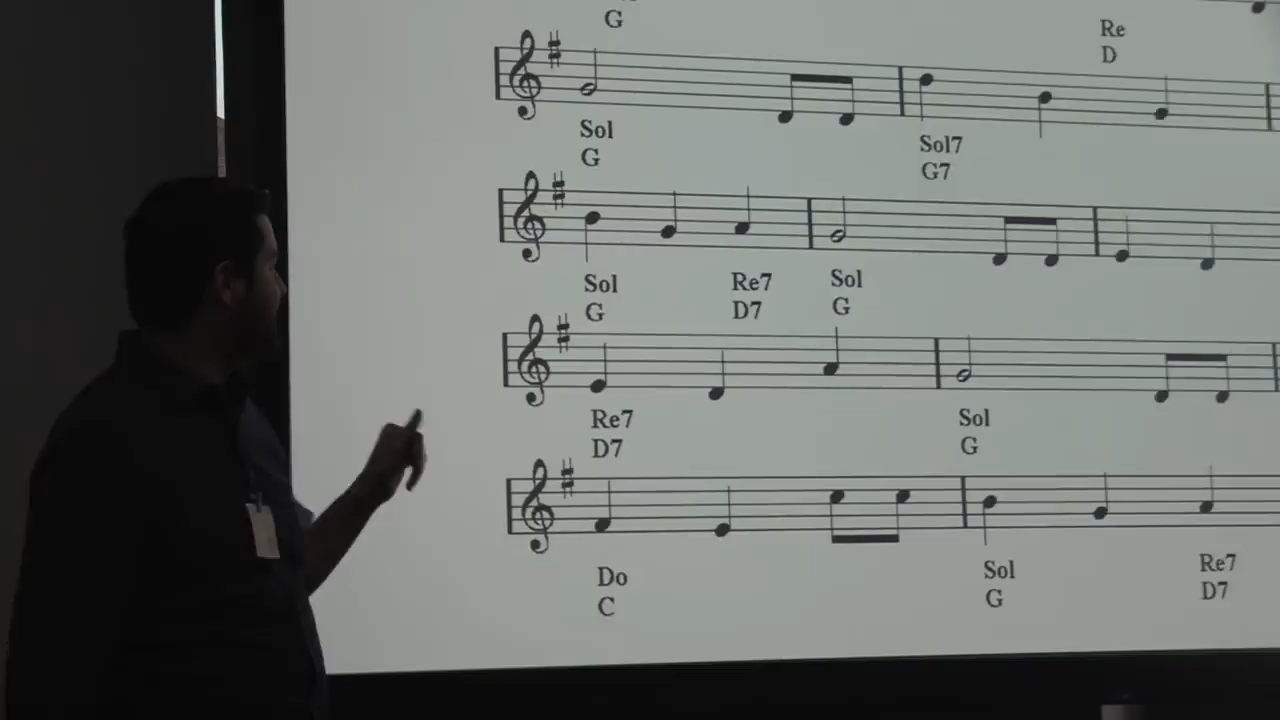 G
Re
D
Sol Sol7
G G7
Sol Re7 Sol
G D7 G
Re7 Sol
D7 G
Do Sol Re7
C G D7